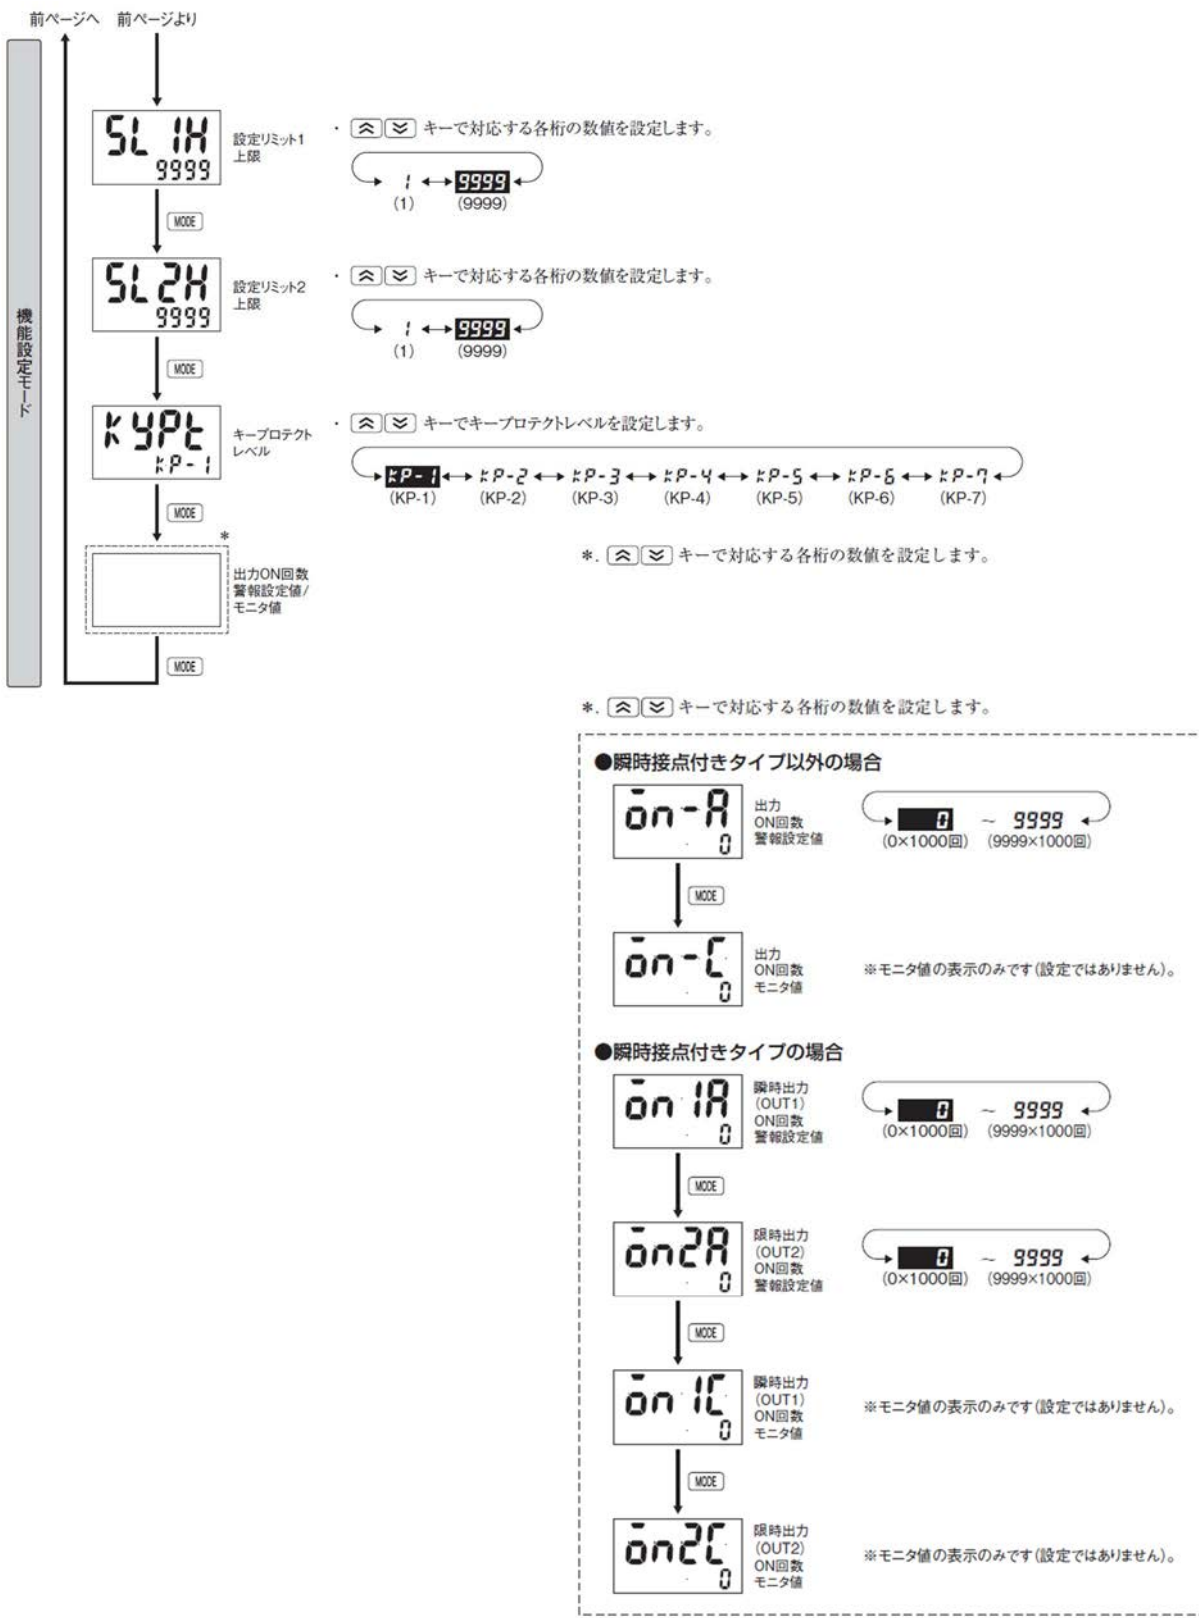 前ページへ 前ページより
機能設定モード
SL 1H
9999
設定リミット1
上限
・ キーで対応する各桁の数値を設定します。
1 9999
(1) (9999)
MODE
SL2H
9999
設定リミット2
上限
・ キーで対応する各桁の数値を設定します。
1 9999
(1) (9999)
MODE
KYPt
KP-1
キープロテクト
レベル
・ キーでキープロテクトレベルを設定します。
KP-1 KP-2 KP-3 KP-4 KP-5 KP-6 KP-7
(KP-1) (KP-2) (KP-3) (KP-4) (KP-5) (KP-6) (KP-7)
MODE
*
出力ON回数
警報設定値/
モニタ値
MODE
*. キーで対応する各桁の数値を設定します。
*. キーで対応する各桁の数値を設定します。
●瞬時接点付きタイプ以外の場合
on-A
0
出力
ON回数
警報設定値
0 ~ 9999
(0×1000回) (9999×1000回)
MODE
on-C
0
出力
ON回数
モニタ値
※モニタ値の表示のみです(設定ではありません)。
●瞬時接点付きタイプの場合
on1A
0
瞬時出力
(OUT1)
ON回数
警報設定値
0 ~ 9999
(0×1000回) (9999×1000回)
MODE
on2A
0
限時出力
(OUT2)
ON回数
警報設定値
0 ~ 9999
(0×1000回) (9999×1000回)
MODE
on1C
0
瞬時出力
(OUT1)
ON回数
モニタ値
※モニタ値の表示のみです(設定ではありません)。
MODE
on2C
0
限時出力
(OUT2)
ON回数
モニタ値
※モニタ値の表示のみです(設定ではありません)。